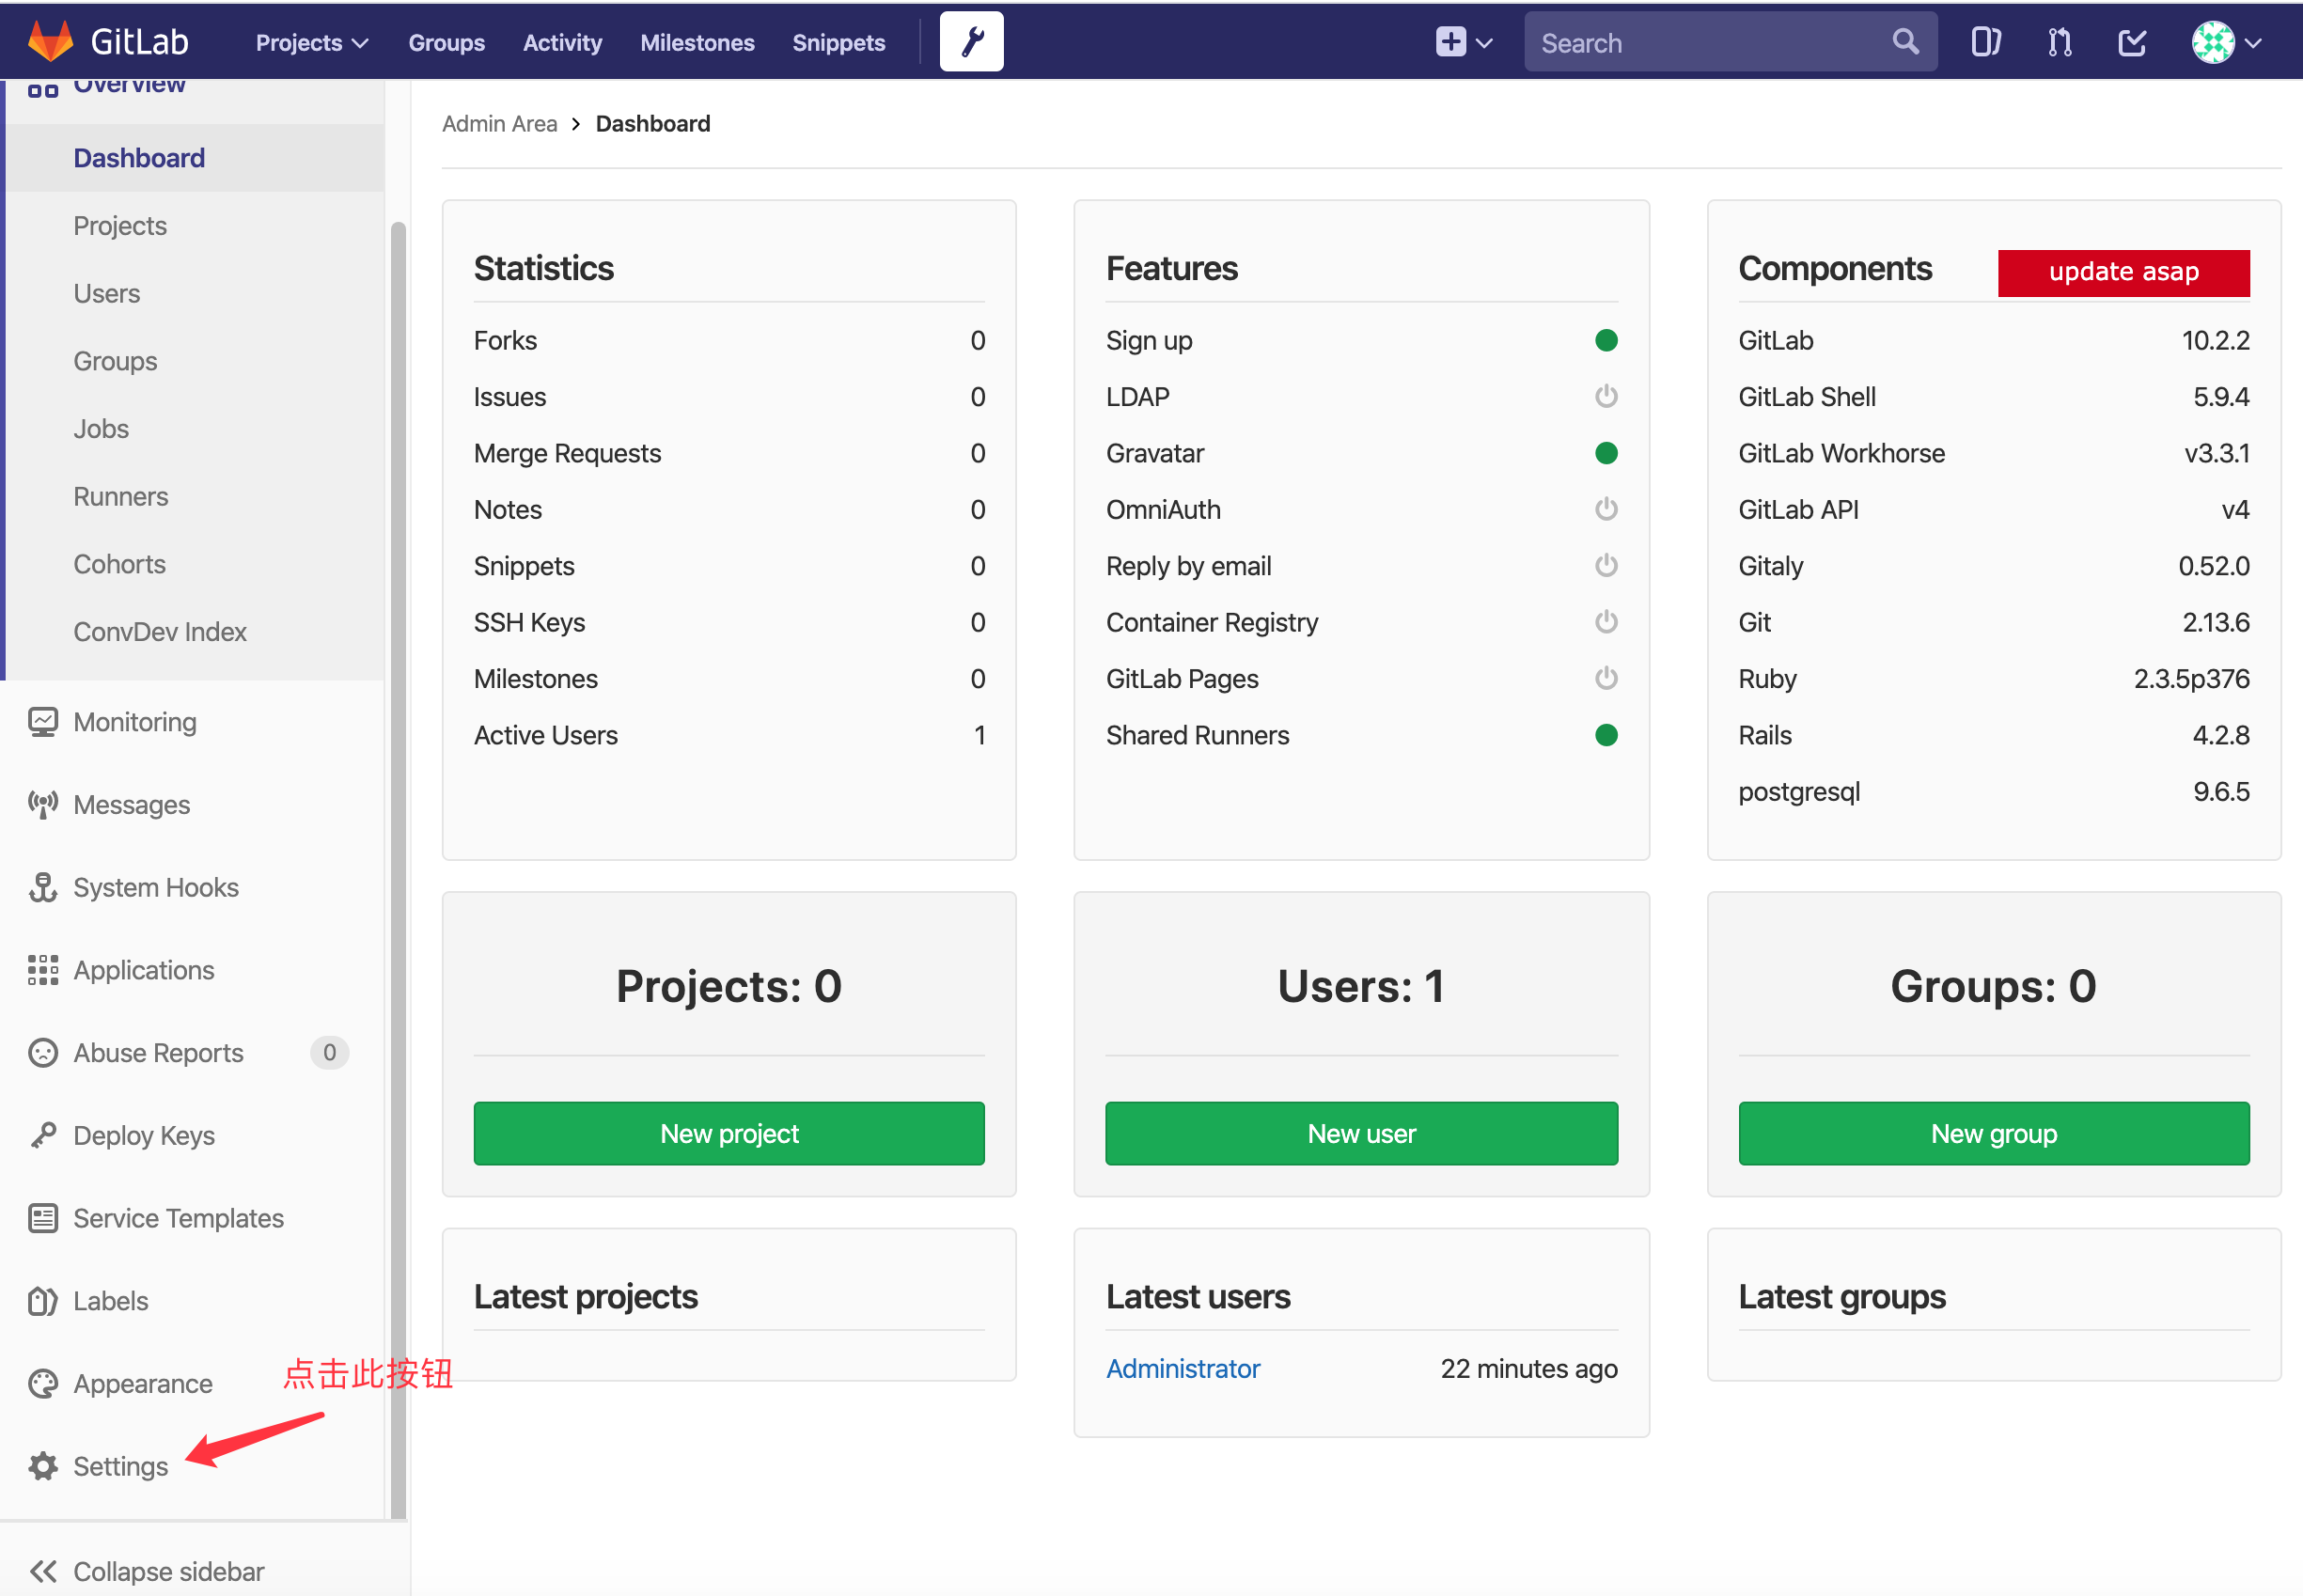 GitLab Projects Groups Activity Milestones Snippets Search
Overview
Dashboard
Projects
Users
Groups
Jobs
Runners
Cohorts
ConvDev Index
Monitoring
Messages
System Hooks
Applications
Abuse Reports 0
Deploy Keys
Service Templates
Labels
Appearance
点击此按钮
Settings
Collapse sidebar
Admin Area > Dashboard
Statistics
Forks 0
Issues 0
Merge Requests 0
Notes 0
Snippets 0
SSH Keys 0
Milestones 0
Active Users 1
Features
Sign up
LDAP
Gravatar
OmniAuth
Reply by email
Container Registry
GitLab Pages
Shared Runners
Components update asap
GitLab 10.2.2
GitLab Shell 5.9.4
GitLab Workhorse v3.3.1
GitLab API v4
Gitaly 0.52.0
Git 2.13.6
Ruby 2.3.5p376
Rails 4.2.8
postgresql 9.6.5
Projects: 0
New project
Users: 1
New user
Groups: 0
New group
Latest projects
Latest users
Administrator 22 minutes ago
Latest groups